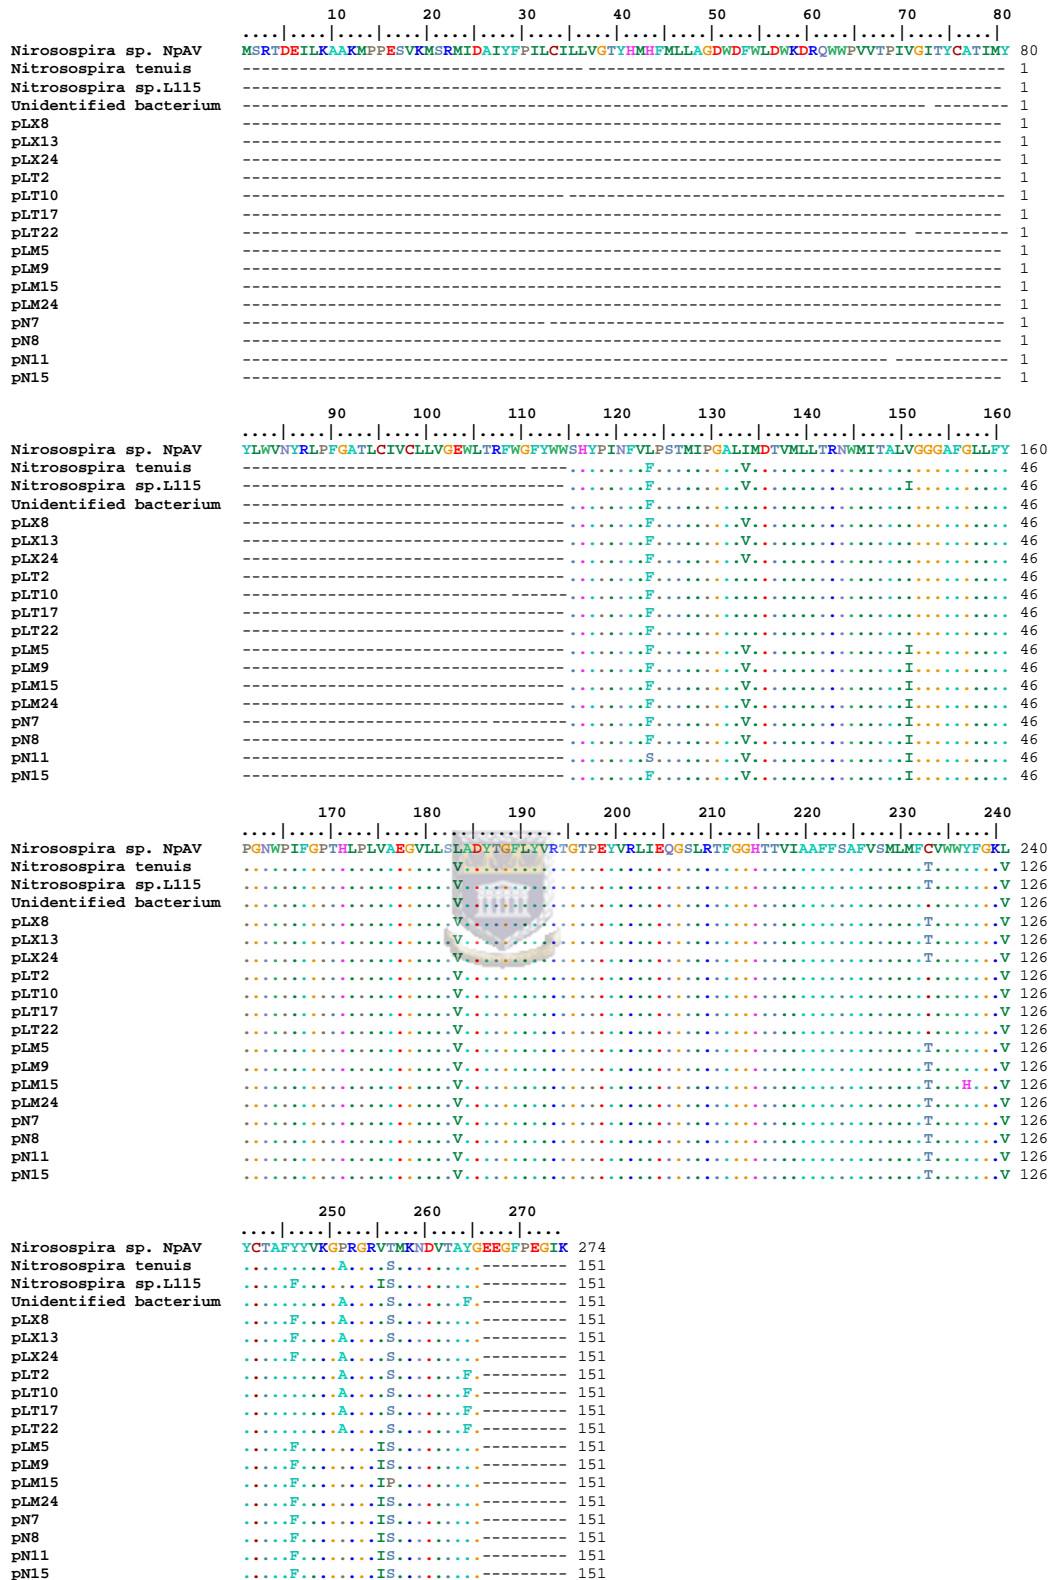 10 20 30 40 50 60 70 80
Nirosospira sp. NpAV MSRTDEILKAAKMPPESVKMSRMIDAIYFPILCILLVGTYHMHFMLLAGDWDFWLDWKDRQWWPVVTPIVGITYCATIMY 80
Nitrosospira tenuis -------------------------------------------------------------------------------- 1
Nitrosospira sp.L115 -------------------------------------------------------------------------------- 1
Unidentified bacterium -------------------------------------------------------------------------------- 1
pLX8 -------------------------------------------------------------------------------- 1
pLX13 -------------------------------------------------------------------------------- 1
pLX24 -------------------------------------------------------------------------------- 1
pLT2 -------------------------------------------------------------------------------- 1
pLT10 -------------------------------------------------------------------------------- 1
pLT17 -------------------------------------------------------------------------------- 1
pLT22 -------------------------------------------------------------------------------- 1
pLM5 -------------------------------------------------------------------------------- 1
pLM9 -------------------------------------------------------------------------------- 1
pLM15 -------------------------------------------------------------------------------- 1
pLM24 -------------------------------------------------------------------------------- 1
pN7 -------------------------------------------------------------------------------- 1
pN8 -------------------------------------------------------------------------------- 1
pN11 -------------------------------------------------------------------------------- 1
pN15 -------------------------------------------------------------------------------- 1
90 100 110 120 130 140 150 160
Nirosospira sp. NpAV YLWVNYRLPFGATLCIVCLLVGEWLTRFWGFYWWSHYPINFVLPSTMIPGALIMDTVMLLTRNWMITALVGGGAFGLLFY 160
Nitrosospira tenuis ----------------------------------........F.........V........................... 46
Nitrosospira sp.L115 ----------------------------------........F.........V................I.......... 46
Unidentified bacterium ----------------------------------........F..................................... 46
pLX8 ----------------------------------........F.........V........................... 46
pLX13 ----------------------------------........F.........V........................... 46
pLX24 ----------------------------------........F.........V........................... 46
pLT2 ----------------------------------........F..................................... 46
pLT10 ----------------------------------........F..................................... 46
pLT17 ----------------------------------........F..................................... 46
pLT22 ----------------------------------........F..................................... 46
pLM5 ----------------------------------........F.........V................I.......... 46
pLM9 ----------------------------------........F.........V................I.......... 46
pLM15 ----------------------------------........F.........V................I.......... 46
pLM24 ----------------------------------........F.........V................I.......... 46
pN7 ----------------------------------........F.........V................I.......... 46
pN8 ----------------------------------........F.........V................I.......... 46
pN11 ----------------------------------........S.........V................I.......... 46
pN15 ----------------------------------........F.........V................I.......... 46
170 180 190 200 210 220 230 240
Nirosospira sp. NpAV PGNWPIFGPTHLPLVAEGVLLSLADYTGFLYVRTGTPEYVRLIEQGSLRTFGGHTTVIAAFFSAFVSMLMFCVWWYFGKL 240
Nitrosospira tenuis ......................V................................................T.......V 126
Nitrosospira sp.L115 ......................V................................................T.......V 126
Unidentified bacterium ......................V........................................................V 126
pLX8 ......................V................................................T.......V 126
pLX13 ......................V................................................T.......V 126
pLX24 ......................V................................................T.......V 126
pLT2 ......................V........................................................V 126
pLT10 ......................V........................................................V 126
pLT17 ......................V........................................................V 126
pLT22 ......................V........................................................V 126
pLM5 ......................V................................................T.......V 126
pLM9 ......................V................................................T.......V 126
pLM15 ......................V................................................T...H...V 126
pLM24 ......................V................................................T.......V 126
pN7 ......................V................................................T.......V 126
pN8 ......................V................................................T.......V 126
pN11 ......................V................................................T.......V 126
pN15 ......................V................................................T.......V 126
250 260 270
Nirosospira sp. NpAV YCTAFYYVKGPRGRVTMKNDVTAYGEEGFPEGIK 274
Nitrosospira tenuis ..........A....S.........--------- 151
Nitrosospira sp.L115 .....F........IS.........--------- 151
Unidentified bacterium ..........A....S.......F.--------- 151
pLX8 .....F....A....S.........--------- 151
pLX13 .....F....A....S.........--------- 151
pLX24 .....F....A....S.........--------- 151
pLT2 ..........A....S.......F.--------- 151
pLT10 ..........A....S.......F.--------- 151
pLT17 ..........A....S.......F.--------- 151
pLT22 ..........A....S.......F.--------- 151
pLM5 .....F........IS.........--------- 151
pLM9 .....F........IS.........--------- 151
pLM15 .....F........IP.........--------- 151
pLM24 .....F........IS.........--------- 151
pN7 .....F........IS.........--------- 151
pN8 .....F........IS.........--------- 151
pN11 .....F........IS.........--------- 151
pN15 .....F........IS.........--------- 151